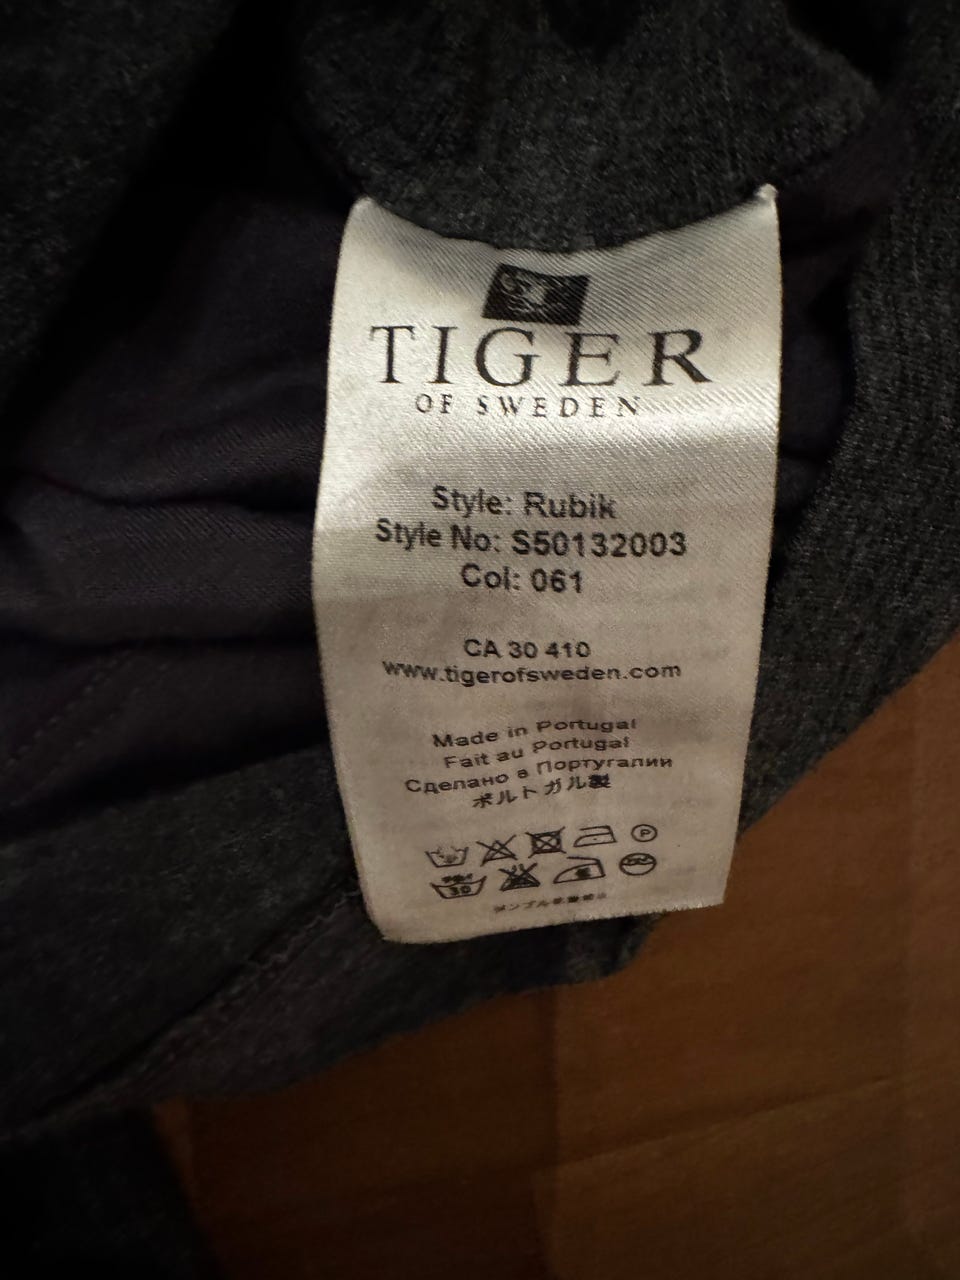 TIGER
OF SWEDEN
Style: Rubik
Style No: S50132003
Col: 061
CA 30 410
www.tigerofsweden.com
Made in Portugal
Fait au Portugal
Сделано в Португалии
ポルトガル製
P
30